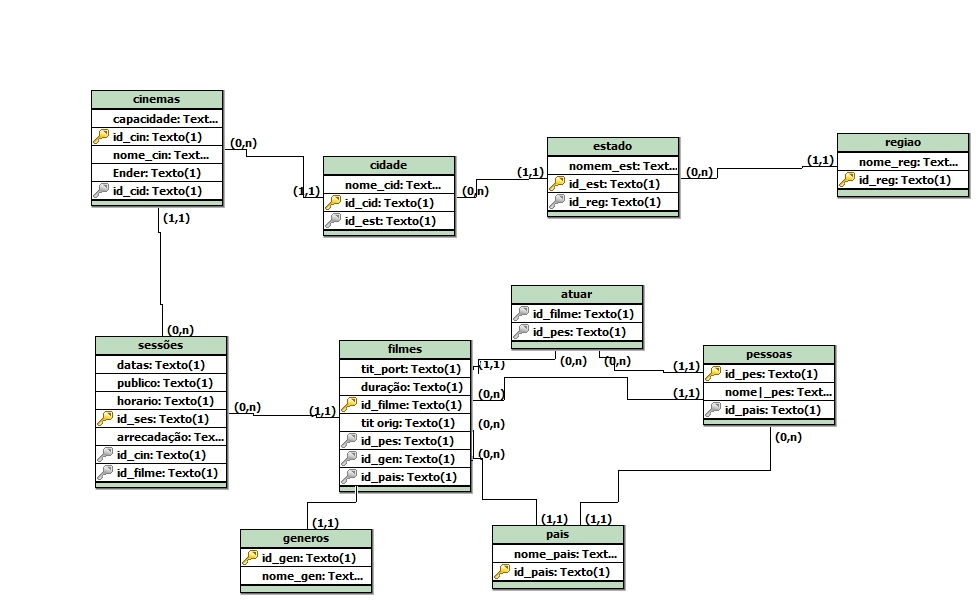 cinemas
capacidade: Text...
id_cin: Texto(1)
nome_cin: Text...
Ender: Texto(1)
id_cid: Texto(1)
(0,n)
(1,1)
cidade
nome_cid: Text...
id_cid: Texto(1)
id_est: Texto(1)
(1,1)
(0,n)
estado
nomem_est: Text...
id_est: Texto(1)
id_reg: Texto(1)
(1,1)
(0,n)
regiao
nome_reg: Text...
id_reg: Texto(1)
(1,1)
(0,n)
sessões
datas: Texto(1)
publico: Texto(1)
horario: Texto(1)
id_ses: Texto(1)
arrecadação: Tex...
id_cin: Texto(1)
id_filme: Texto(1)
(0,n)
(1,1)
filmes
tit_port: Texto(1)
duração: Texto(1)
id_filme: Texto(1)
tit orig: Texto(1)
id_pes: Texto(1)
id_gen: Texto(1)
id_pais: Texto(1)
(1,1)
(0,n)
(0,n)
(0,n)
atuar
id_filme: Texto(1)
id_pes: Texto(1)
(0,n)
(0,n)
(1,1)
(1,1)
pessoas
id_pes: Texto(1)
nome|_pes: Text...
id_pais: Texto(1)
(0,n)
(1,1)
generos
id_gen: Texto(1)
nome_gen: Text...
(1,1)
(1,1)
pais
nome_pais: Text...
id_pais: Texto(1)